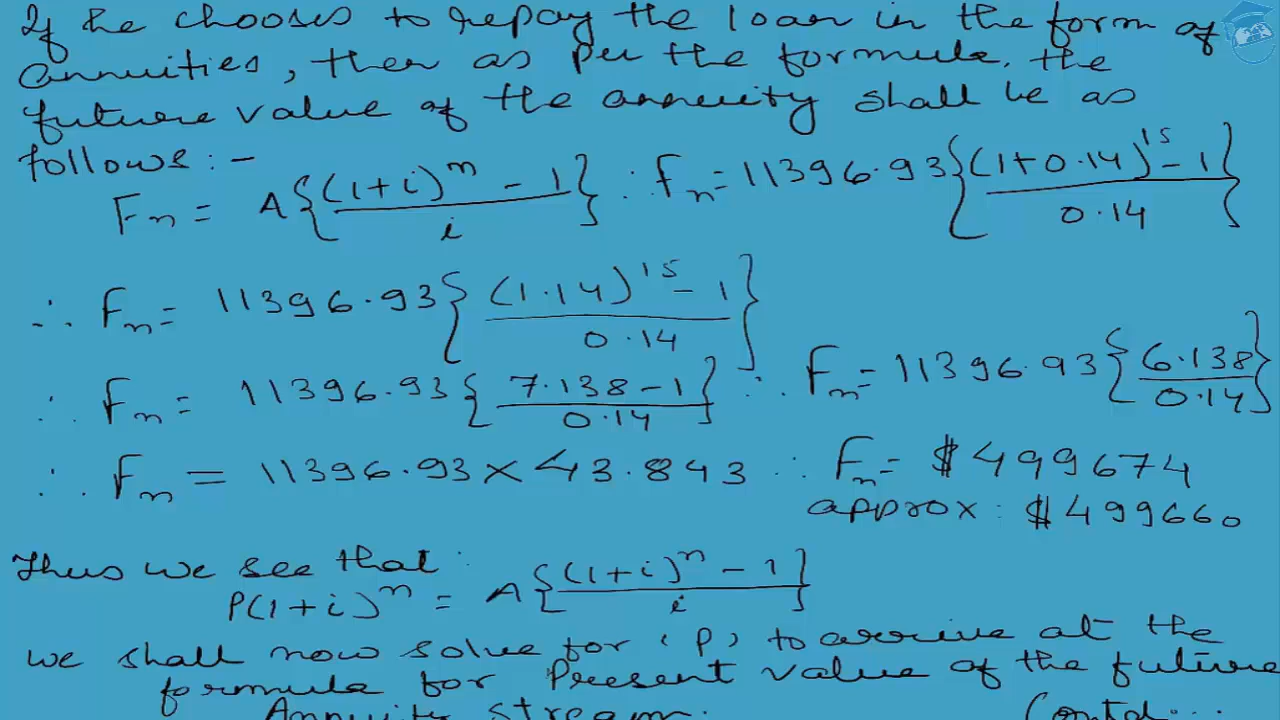 If he chooses to repay the loan in the form of
annuities, then as per the formula, the
future value of the annuity shall be as
follows:-
Fn = A{((1+i)^n - 1)/i} ∴ Fn = 11396.93{((1+0.14)^15 - 1)/0.14}
∴ Fn = 11396.93{((1.14)^15 - 1)/0.14}
∴ Fn = 11396.93{(7.138-1)/0.14} ∴ Fn = 11396.93{6.138/0.14}
∴ Fn = 11396.93 × 43.843 ∴ Fn = $499674
approx: $499660
Thus we see that:
P(1+i)^n = A{((1+i)^n - 1)/i}
we shall now solve for 'P' to arrive at the
formula for Present value of the future
Annuity stream. Contd...